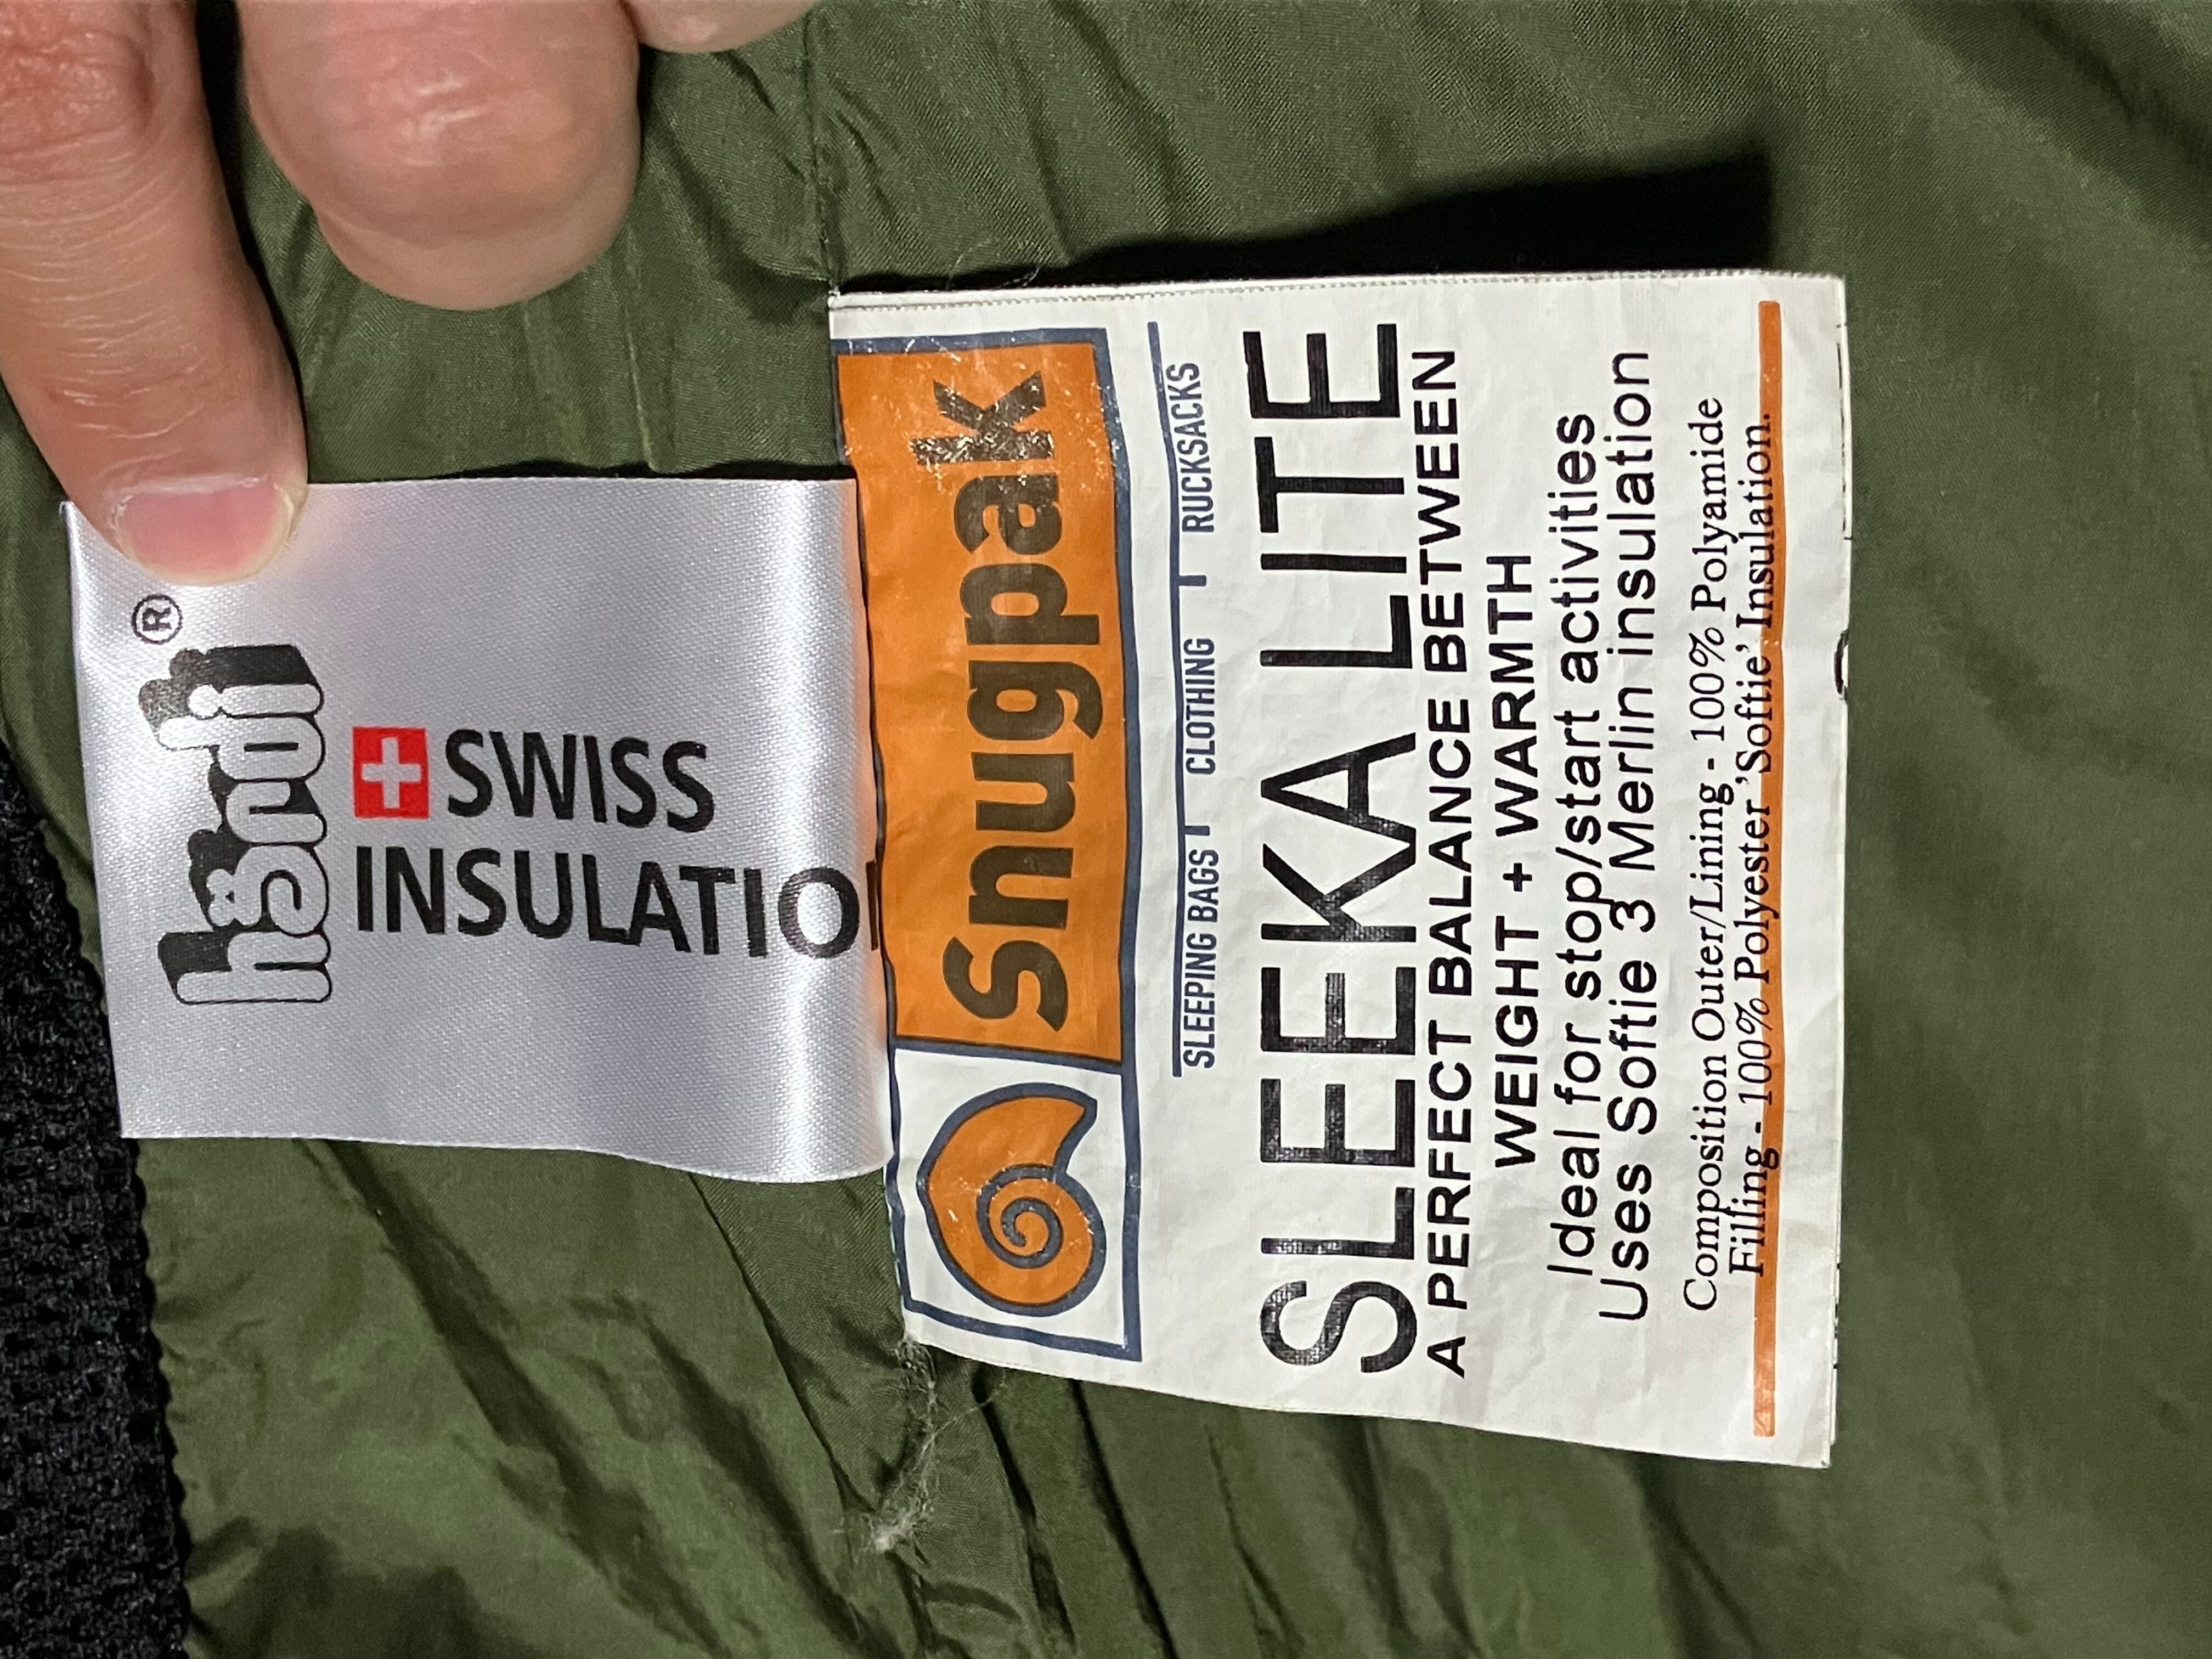 ®
SWISS
INSULATIO
Snugpak
SLEEPING BAGS CLOTHING RUCKSACKS
SLEEKA LITE
A PERFECT BALANCE BETWEEN
WEIGHT + WARMTH
Ideal for stop/start activities
Uses Softie 3 Merlin insulation
Composition Outer/Lining - 100% Polyamide
Filling - 100% Polyester 'Softie' Insulation.